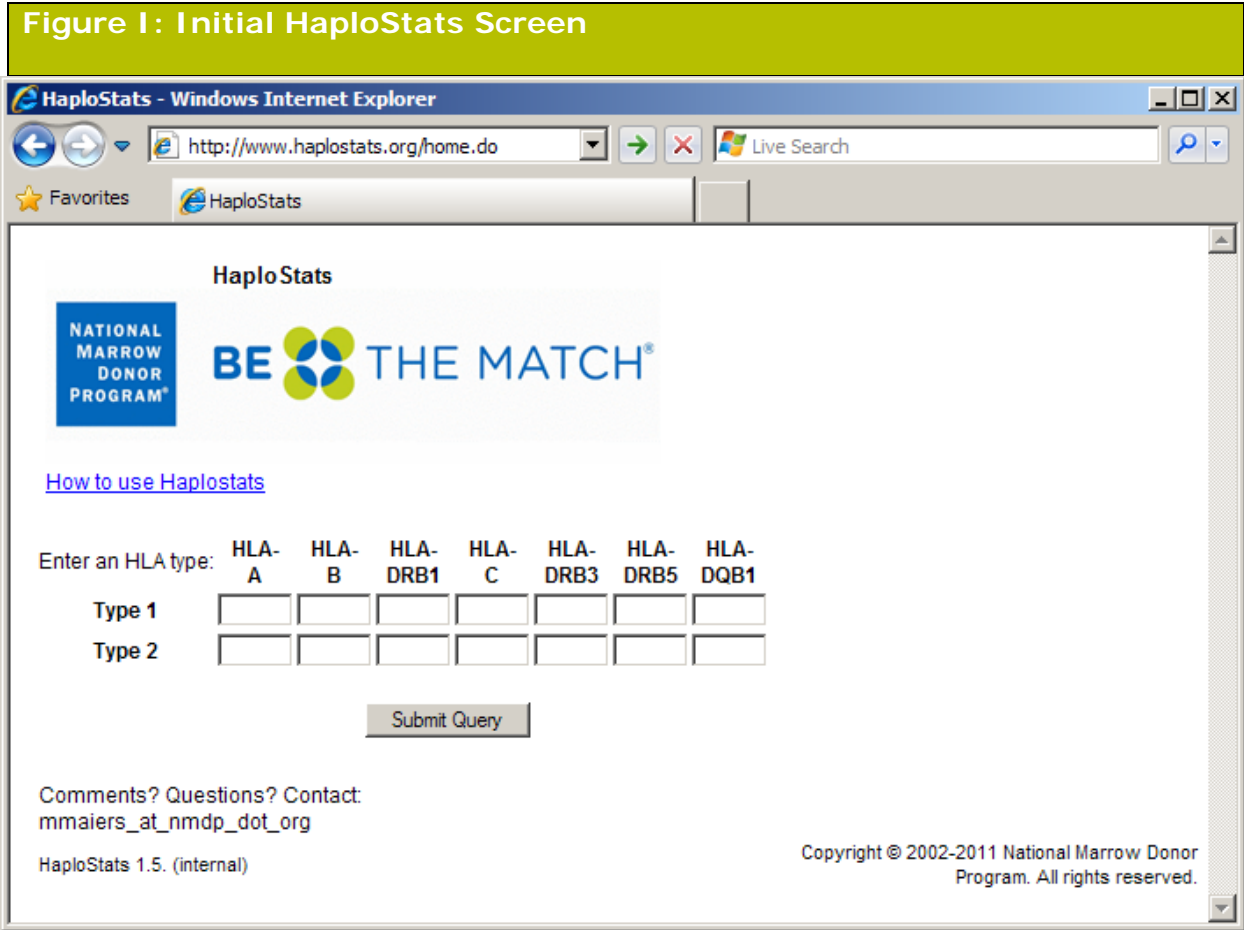 Figure I: Initial HaploStats Screen
HaploStats - Windows Internet Explorer
http://www.haplostats.org/home.do
Live Search
Favorites
HaploStats
HaploStats
NATIONAL
MARROW
DONOR
PROGRAM®
BE THE MATCH®
How to use Haplostats
Enter an HLA type:
HLA- HLA- HLA- HLA- HLA- HLA- HLA-
A B DRB1 C DRB3 DRB5 DQB1
Type 1
Type 2
Submit Query
Comments? Questions? Contact:
mmaiers_at_nmdp_dot_org
HaploStats 1.5. (internal)
Copyright © 2002-2011 National Marrow Donor
Program. All rights reserved.